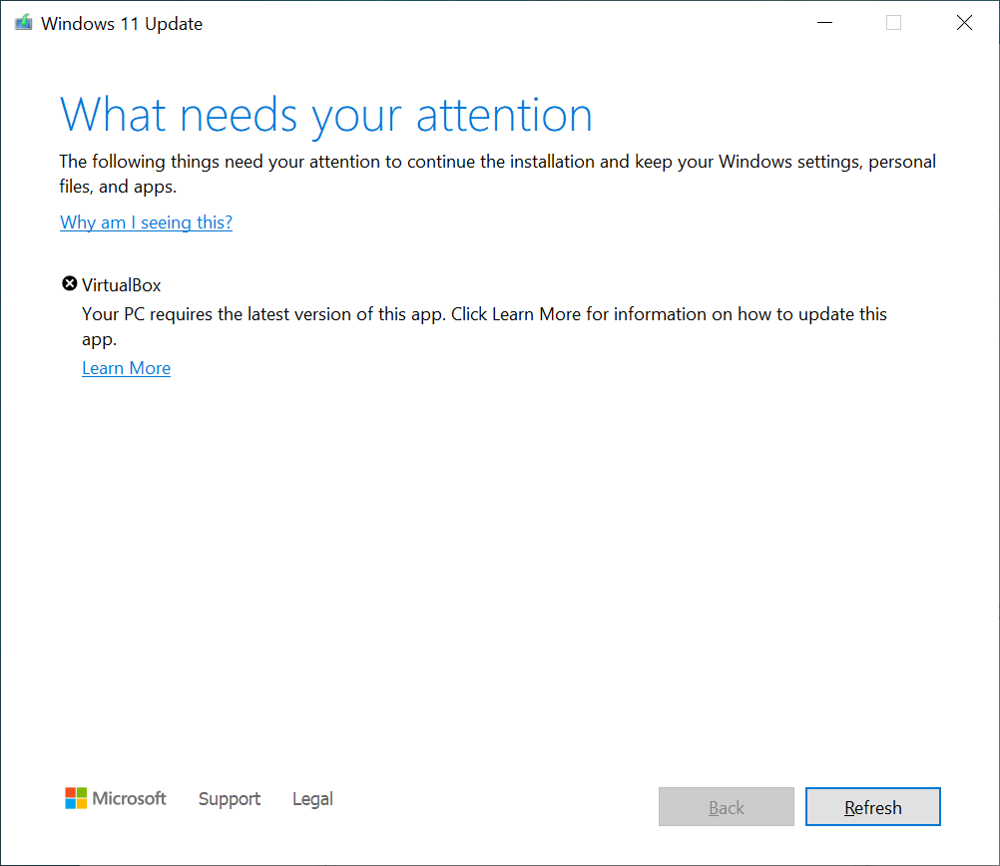 Windows 11 Update
What needs your attention
The following things need your attention to continue the installation and keep your Windows settings, personal
files, and apps.
Why am I seeing this?
VirtualBox
Your PC requires the latest version of this app. Click Learn More for information on how to update this
app.
Learn More
Microsoft Support Legal Back Refresh